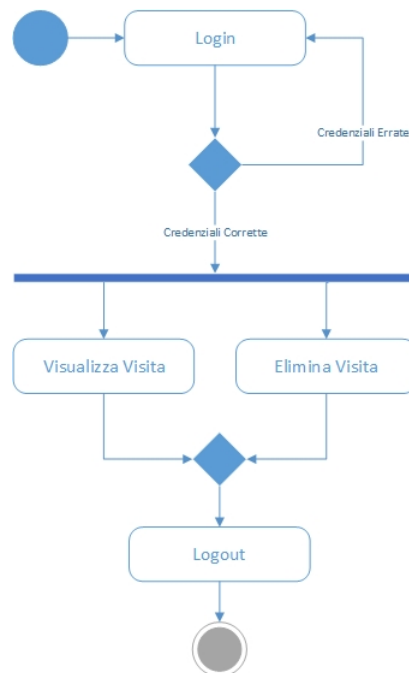 Login
Credenziali Errate
Credenziali Corrette
Visualizza Visita
Elimina Visita
Logout